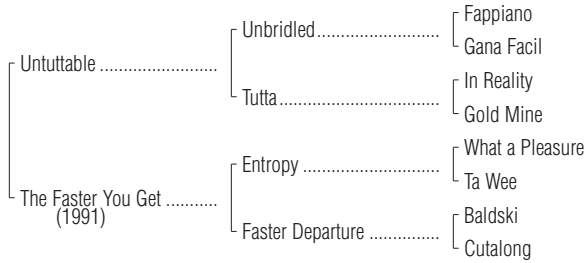 Fappiano
Unbridled
Gana Facil
Untuttable
In Reality
Tutta
Gold Mine
What a Pleasure
Entropy
Ta Wee
The Faster You Get
(1991)
Baldski
Faster Departure
Cutalong